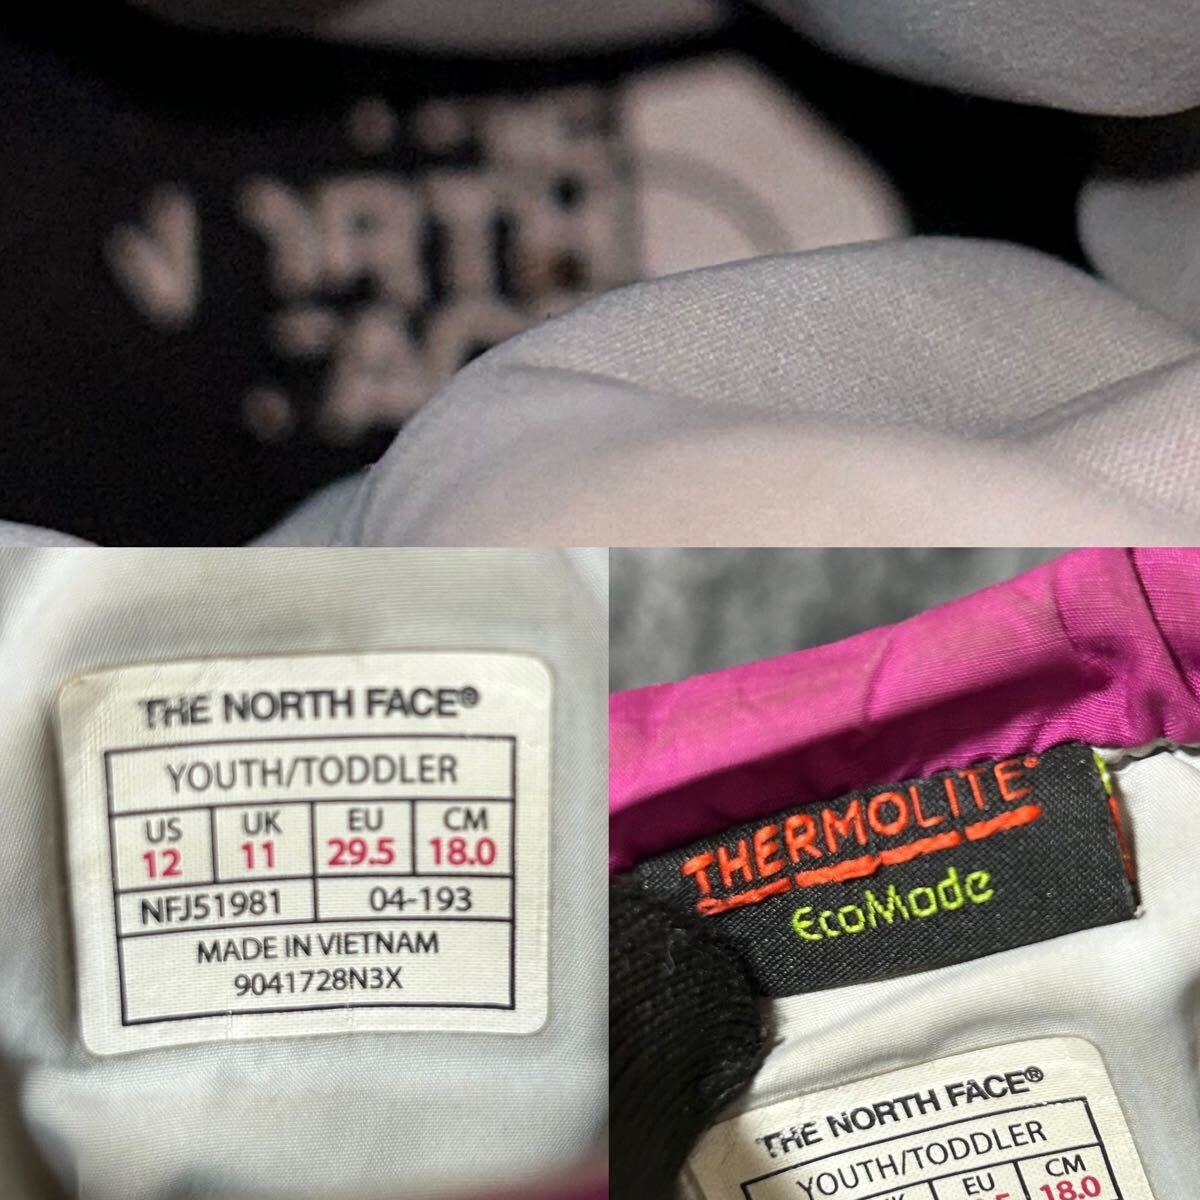 THE NORTH FACE®
YOUTH/TODDLER
US UK EU CM
12 11 29.5 18.0
NFJ51981 04-193
MADE IN VIETNAM
9041728N3X
THERMOLITE®
EcoMode
THE NORTH FACE®
YOUTH/TODDLER
EU CM
18.0